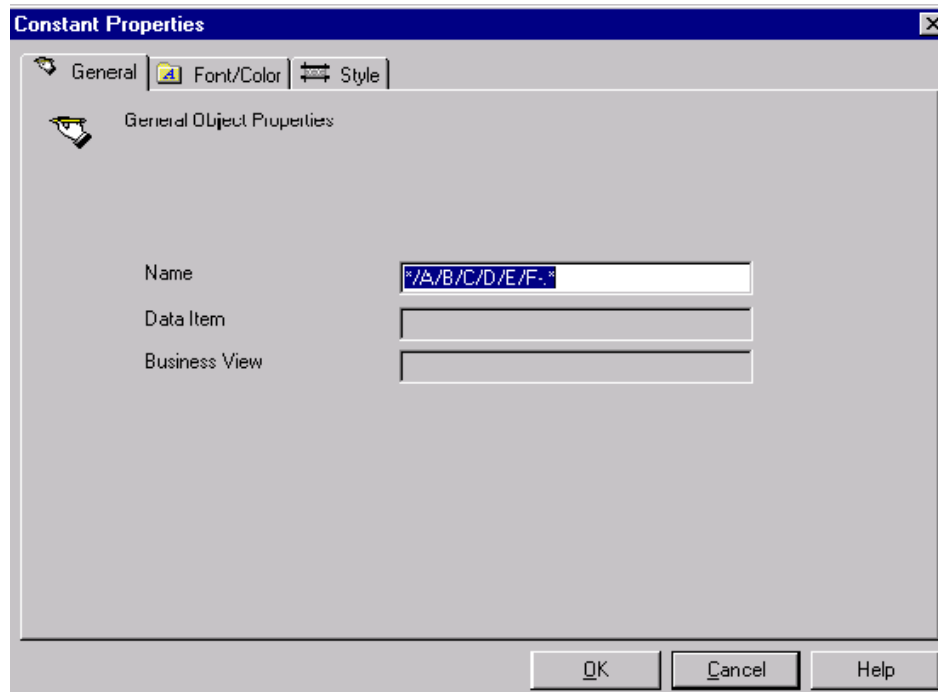 Constant Properties
General
Font/Color
Style
General Object Properties
Name
*/A/B/C/D/E/F-.*
Data Item
Business View
OK
Cancel
Help